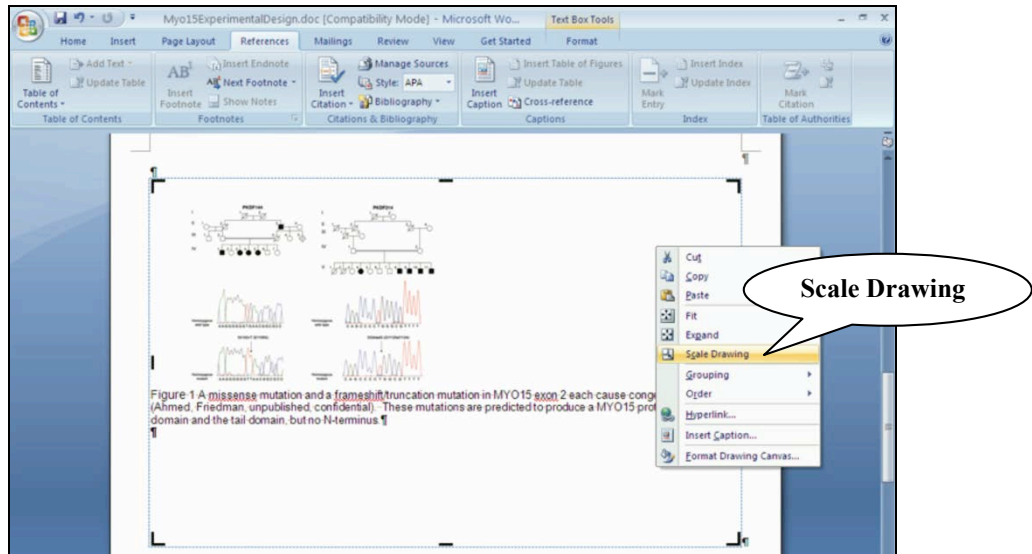 Myo15ExperimentalDesign.doc [Compatibility Mode] - Microsoft Wo...
Text Box Tools
Home Insert Page Layout References Mailings Review View Get Started Format
Add Text
Update Table
Table of Contents
Table of Contents
AB¹
Insert Footnote
Insert Endnote
Next Footnote
Show Notes
Footnotes
Insert Citation
Manage Sources
Style: APA
Bibliography
Citations & Bibliography
Insert Caption
Insert Table of Figures
Update Table
Cross-reference
Captions
Mark Entry
Insert Index
Update Index
Index
Mark Citation
Table of Authorities
Cut
Copy
Paste
Fit
Expand
Scale Drawing
Grouping
Order
Hyperlink...
Insert Caption...
Format Drawing Canvas...
Scale Drawing
Figure 1 A missense mutation and a frameshift/truncation mutation in MYO15 exon 2 each cause conge
(Ahmed, Friedman, unpublished, confidential). These mutations are predicted to produce a MYO15 prot
domain and the tail domain, but no N-terminus.¶